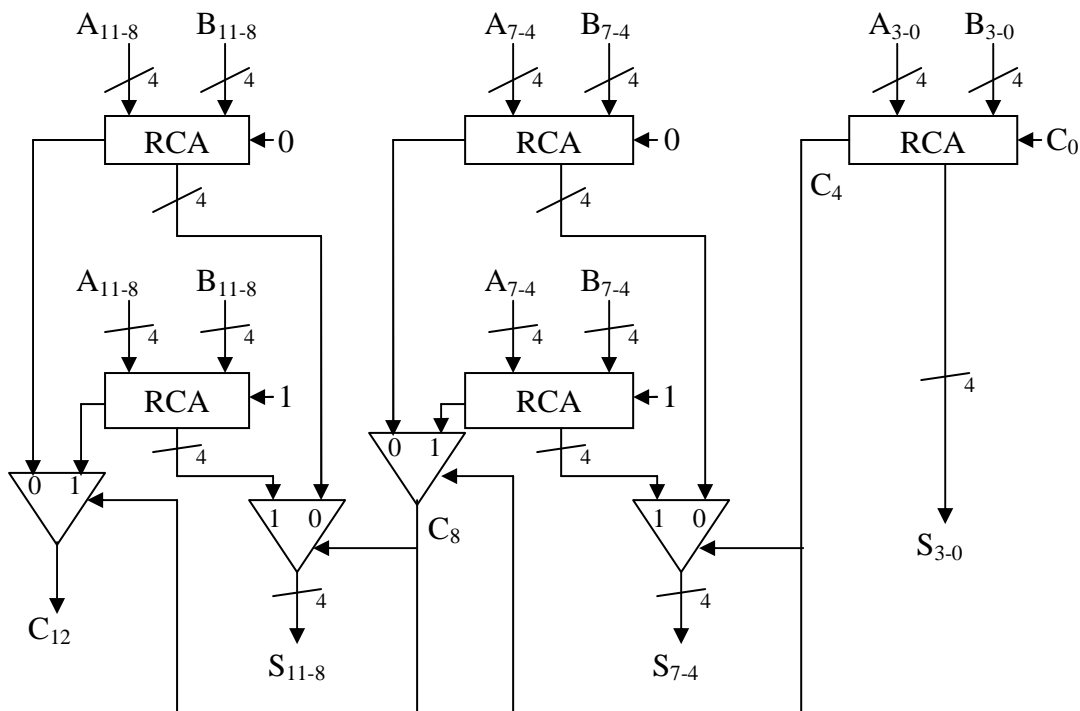 A11-8 B11-8 A7-4 B7-4 A3-0 B3-0
4 4 4 4 4 4
RCA 0 RCA 0 RCA C0
4 4 C4
A11-8 B11-8 A7-4 B7-4
4 4 4 4
RCA 1 RCA 1 4
4 0 1 4
0 1 1 0 C8 1 0 S3-0
4 4
C12 S11-8 S7-4